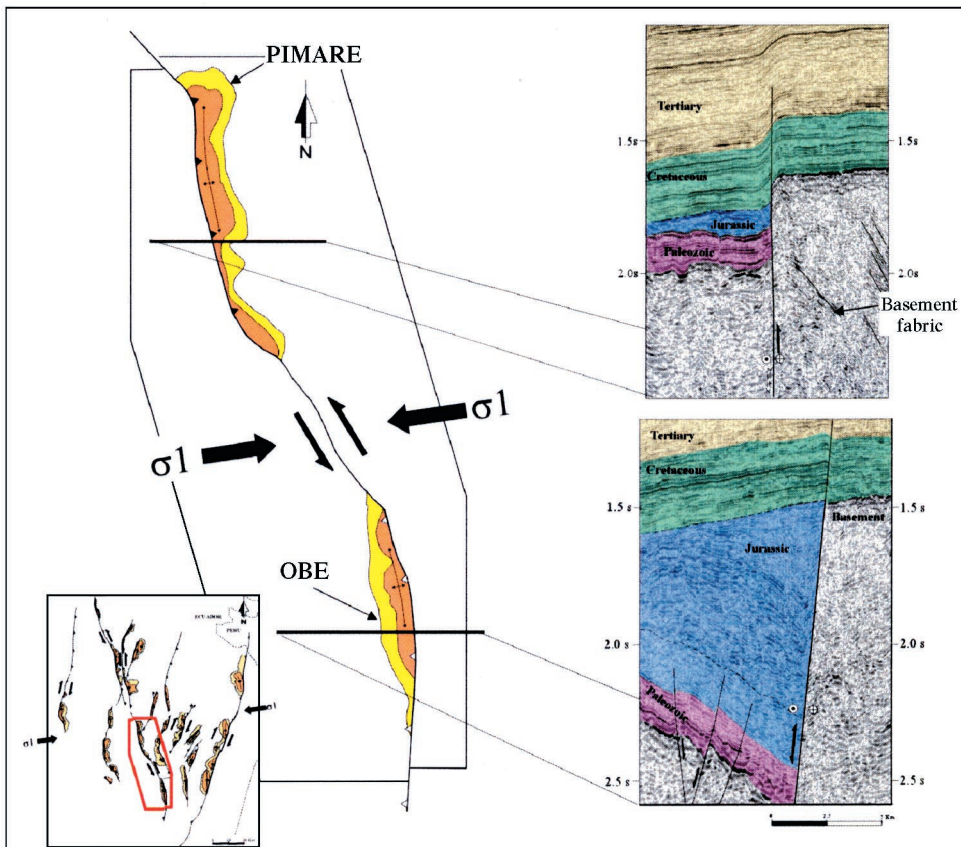 PIMARE
N
σ1
σ1
OBE
Tertiary
Cretaceous
Jurassic
Paleozoic
1.5s
2.0s
1.5s
2.0s
Basement
fabric
Tertiary
Cretaceous
Jurassic
Basement
Paleozoic
1.5 s
2.0 s
2.5 s
1.5 s
2.0 s
2.5 s
N
ECUADOR
PERU
σ1
σ1